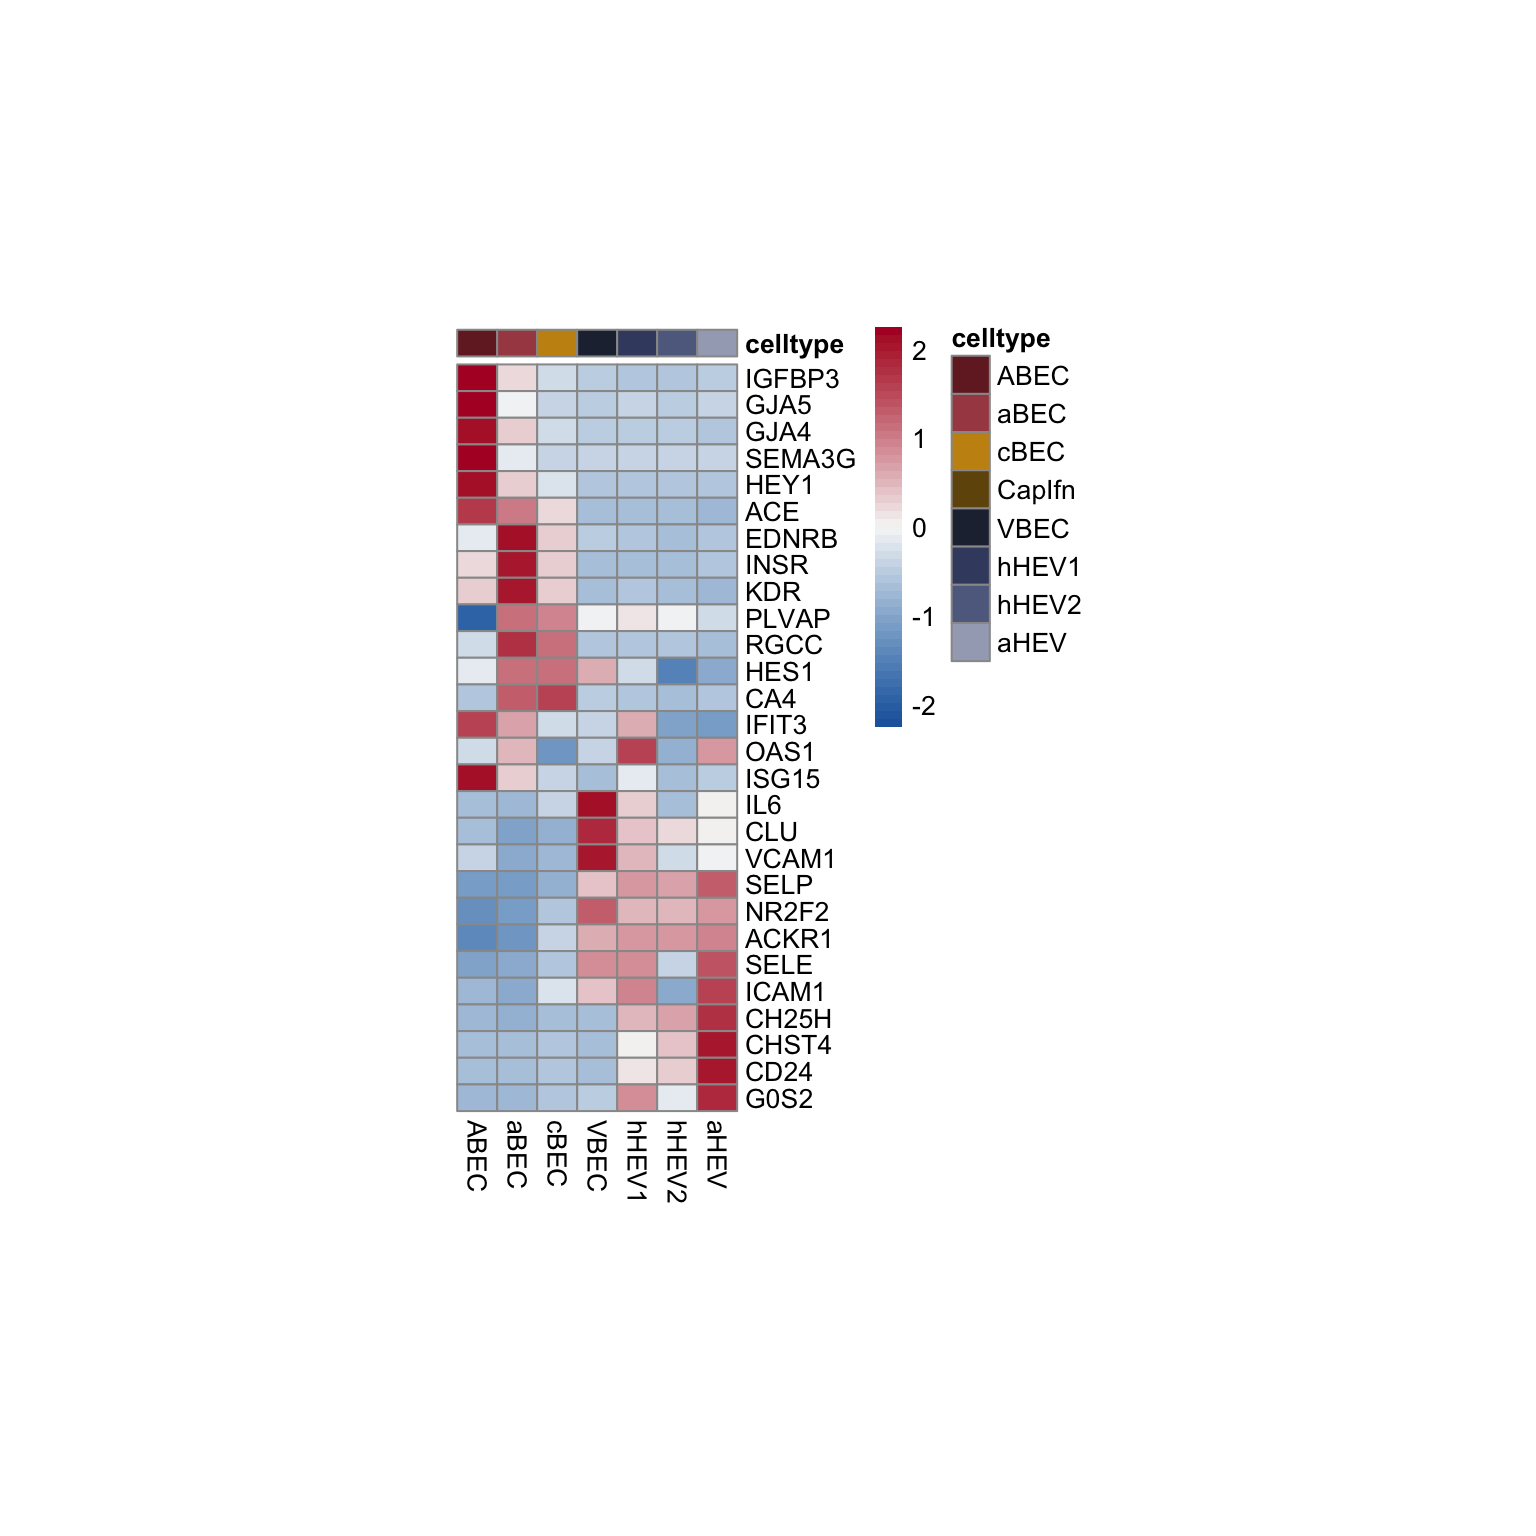 celltype
IGFBP3
GJA5
GJA4
SEMA3G
HEY1
ACE
EDNRB
INSR
KDR
PLVAP
RGCC
HES1
CA4
IFIT3
OAS1
ISG15
IL6
CLU
VCAM1
SELP
NR2F2
ACKR1
SELE
ICAM1
CH25H
CHST4
CD24
G0S2
ABEC
aBEC
cBEC
VBEC
hHEV1
hHEV2
aHEV
2
1
0
-1
-2
celltype
ABEC
aBEC
cBEC
CapIfn
VBEC
hHEV1
hHEV2
aHEV